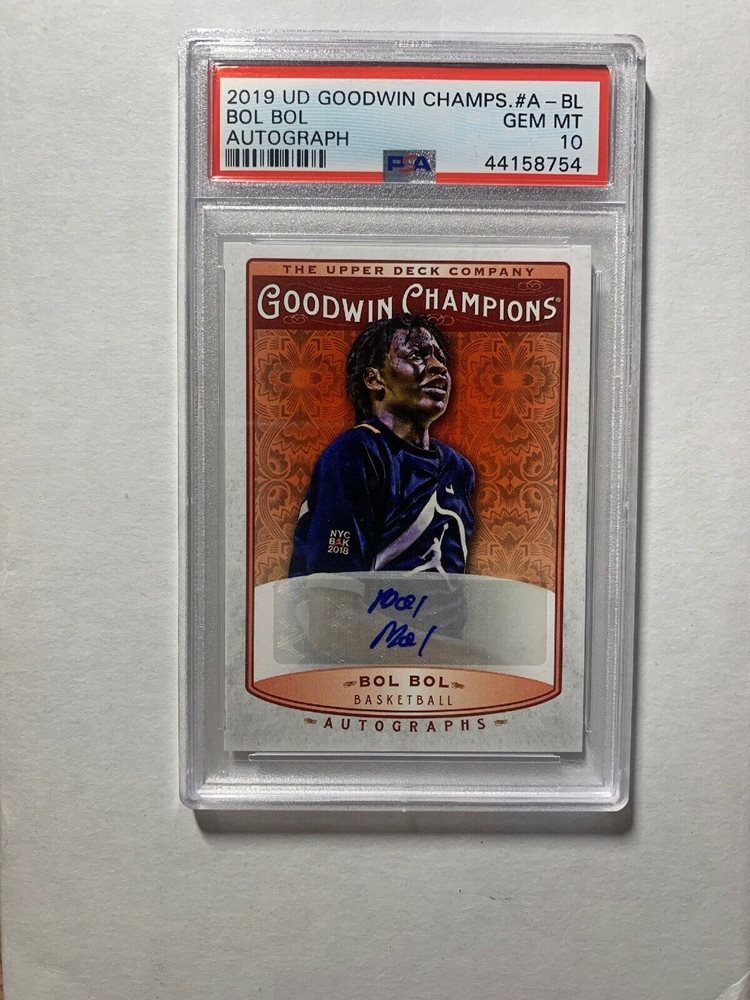 2019 UD GOODWIN CHAMPS.#A-BL
BOL BOL GEM MT
AUTOGRAPH 10
PSA 44158754
THE UPPER DECK COMPANY
GOODWIN CHAMPIONS®
NYC
2018
BOL BOL
BASKETBALL
AUTOGRAPHS